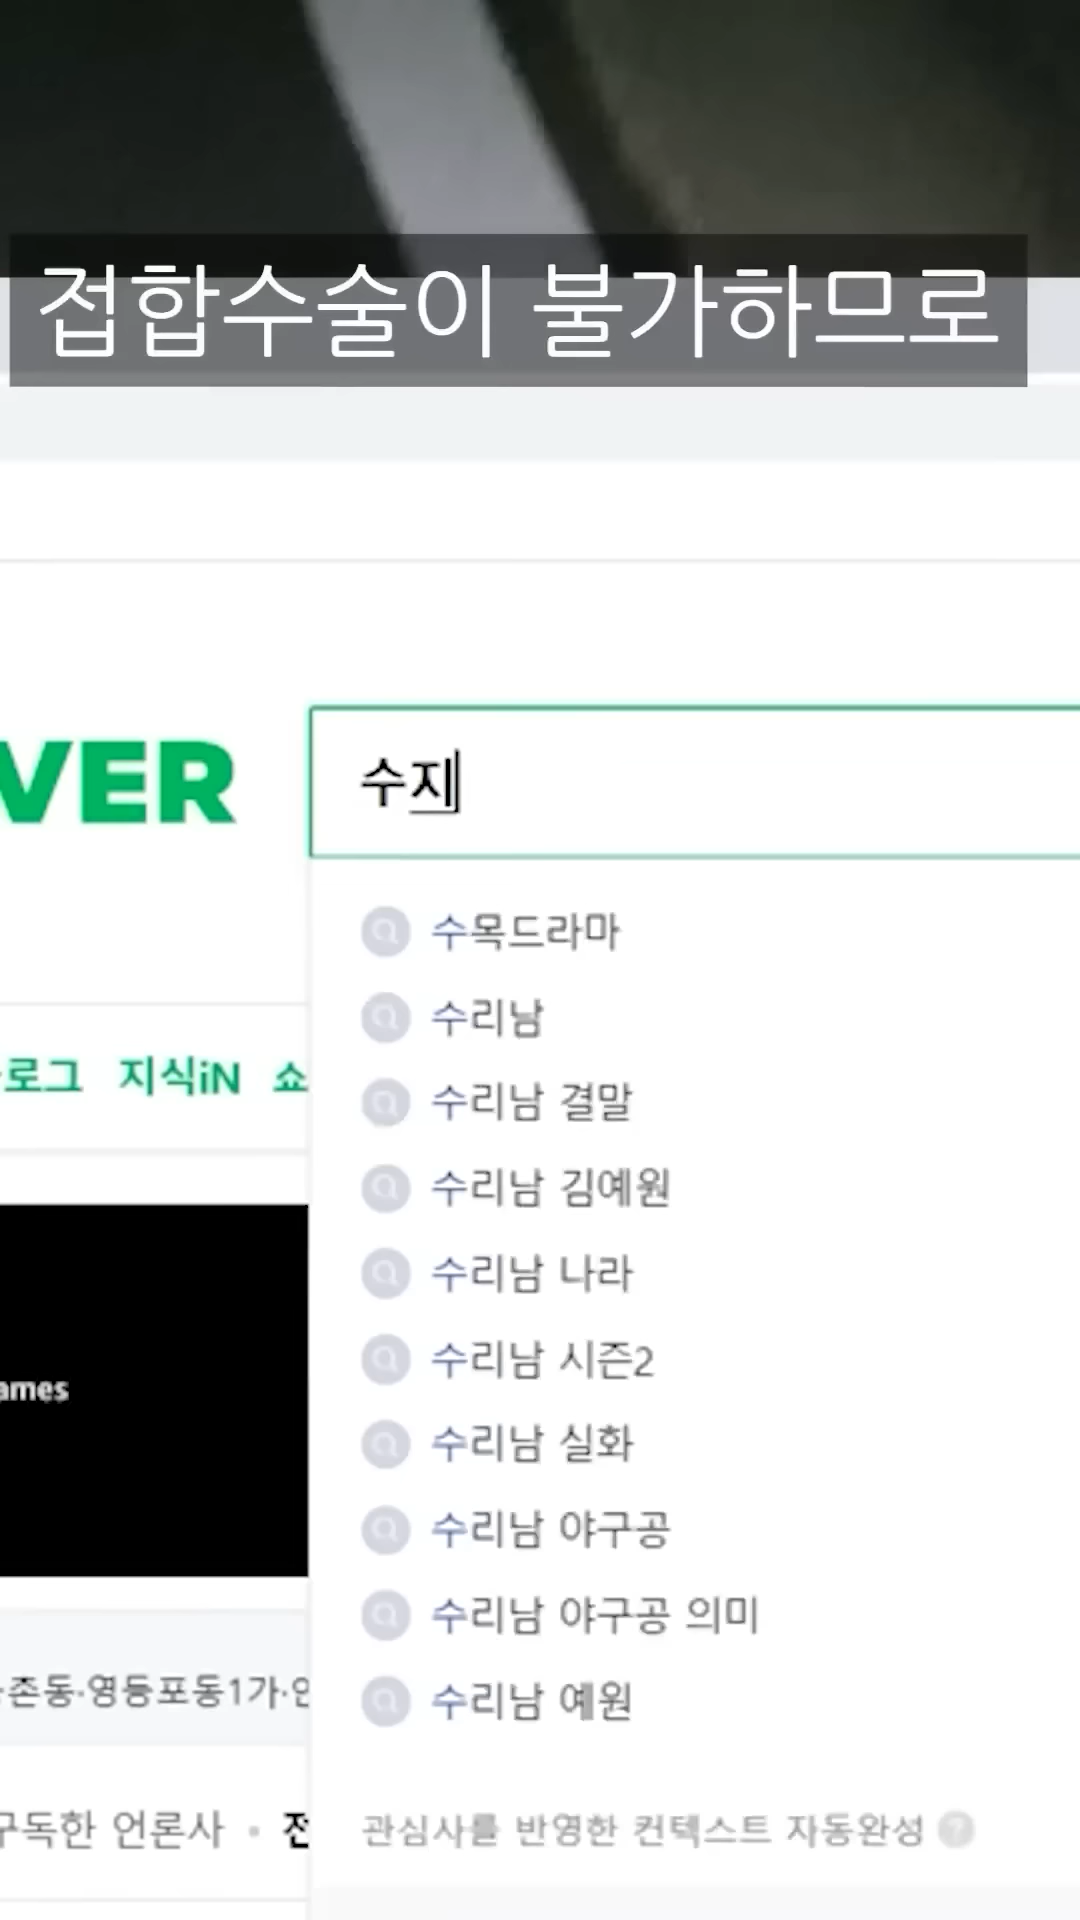 접합수술이 불가하므로
VER
수지
수목드라마
로그 지식iN 쇼
수리남
수리남 결말
수리남 김예원
수리남 나라
수리남 시즌2
ames
수리남 실화
수리남 야구공
수리남 야구공 의미
촌동·영등포동1가·
수리남 예원
구독한 언론사 · 전
관심사를 반영한 컨텍스트 자동완성 ?